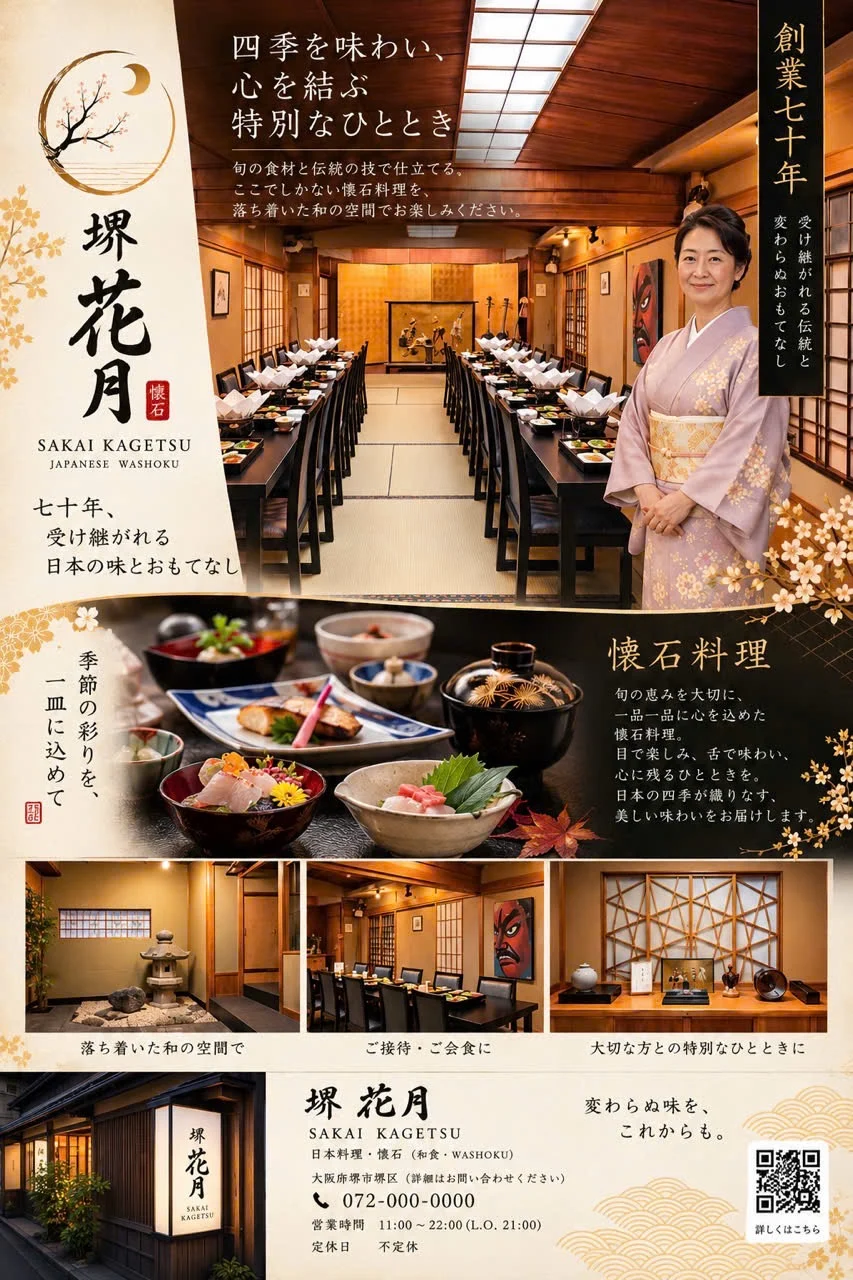 四季を味わい、
心を結ぶ
特別なひととき
旬の食材と伝統の技で仕立てる。
ここでしかない懐石料理を、
落ち着いた和の空間でお楽しみください。
創業七十年
受け継がれる伝統と
変わらぬおもてなし
堺
花月
懐石
SAKAI KAGETSU
JAPANESE WASHOKU
七十年、
受け継がれる
日本の味とおもてなし
季節の彩りを、
一皿に込めて
懐石料理
旬の恵みを大切に、
一品一品に心を込めた
懐石料理。
目で楽しみ、舌で味わい、
心に残るひとときを。
日本の四季が織りなす、
美しい味わいをお届けします。
落ち着いた和の空間で
ご接待・ご会食に
大切な方との特別なひとときに
堺
花月
SAKAI
KAGETSU
堺 花月
SAKAI KAGETSU
日本料理・懐石（和食・WASHOKU）
大阪府堺市堺区（詳細はお問い合わせください）
072-000-0000
営業時間 11:00～22:00 (L.O. 21:00)
定休日 不定休
変わらぬ味を、
これからも。
詳しくはこちら